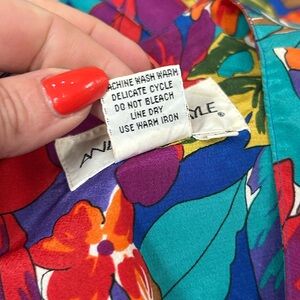 ACHINE WASH WARM
DELICATE CYCLE
DO NOT BLEACH
LINE DRY
USE WARM IRON